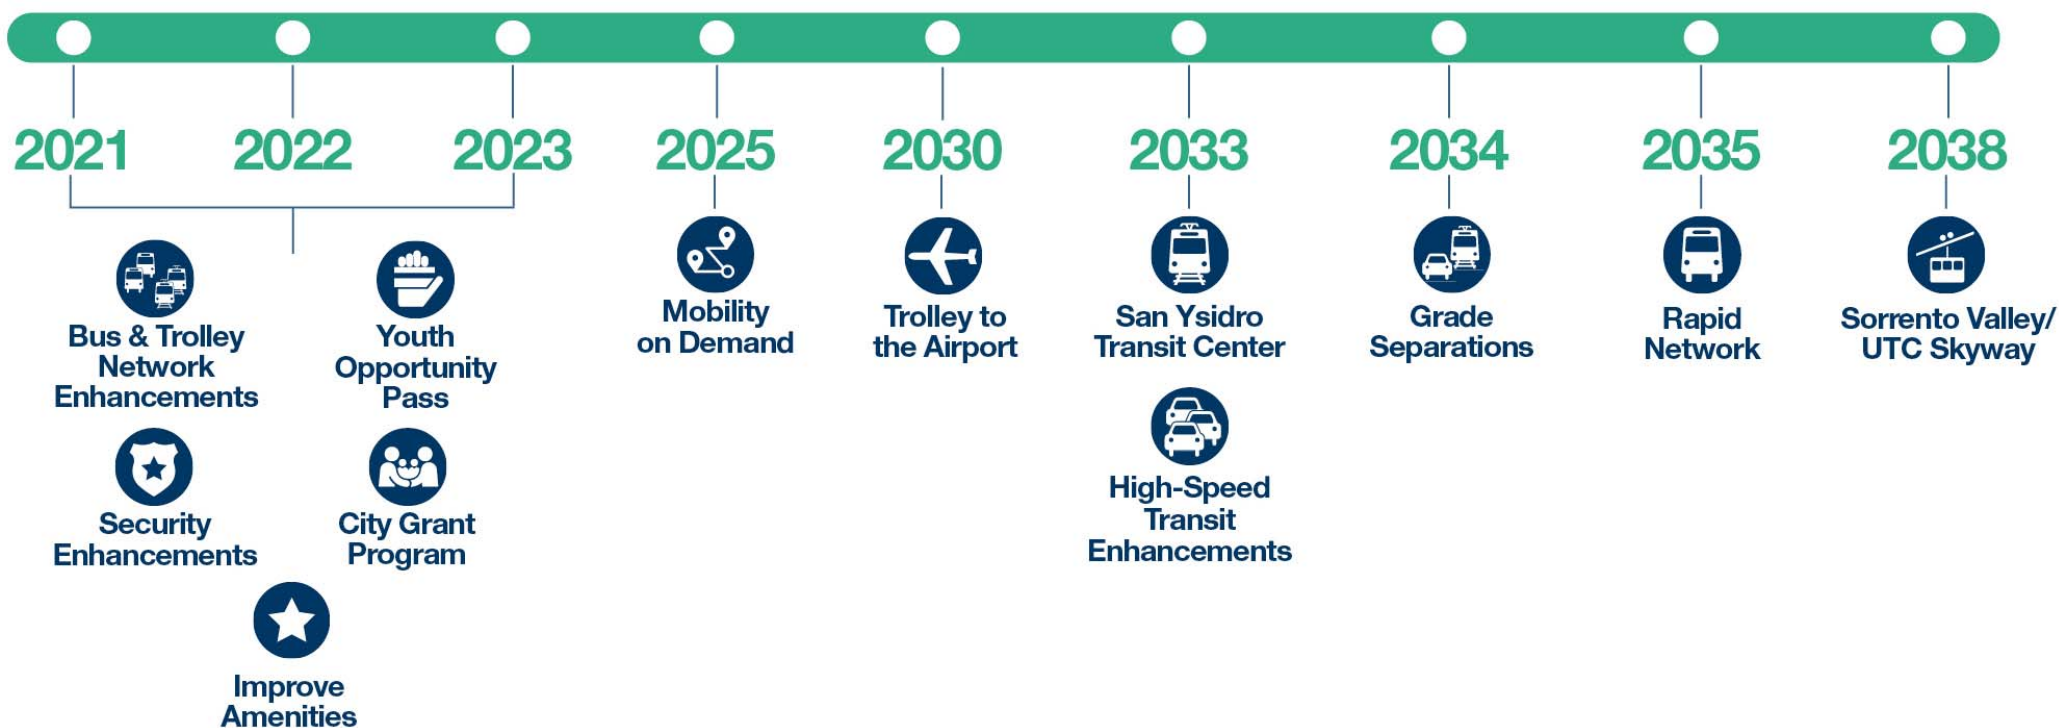 2021
2022
2023
2025
2030
2033
2034
2035
2038
Bus & Trolley
Network
Enhancements
Youth
Opportunity
Pass
Security
Enhancements
City Grant
Program
Improve
Amenities
Mobility
on Demand
Trolley to
the Airport
San Ysidro
Transit Center
High-Speed
Transit
Enhancements
Grade
Separations
Rapid
Network
Sorrento Valley/
UTC Skyway